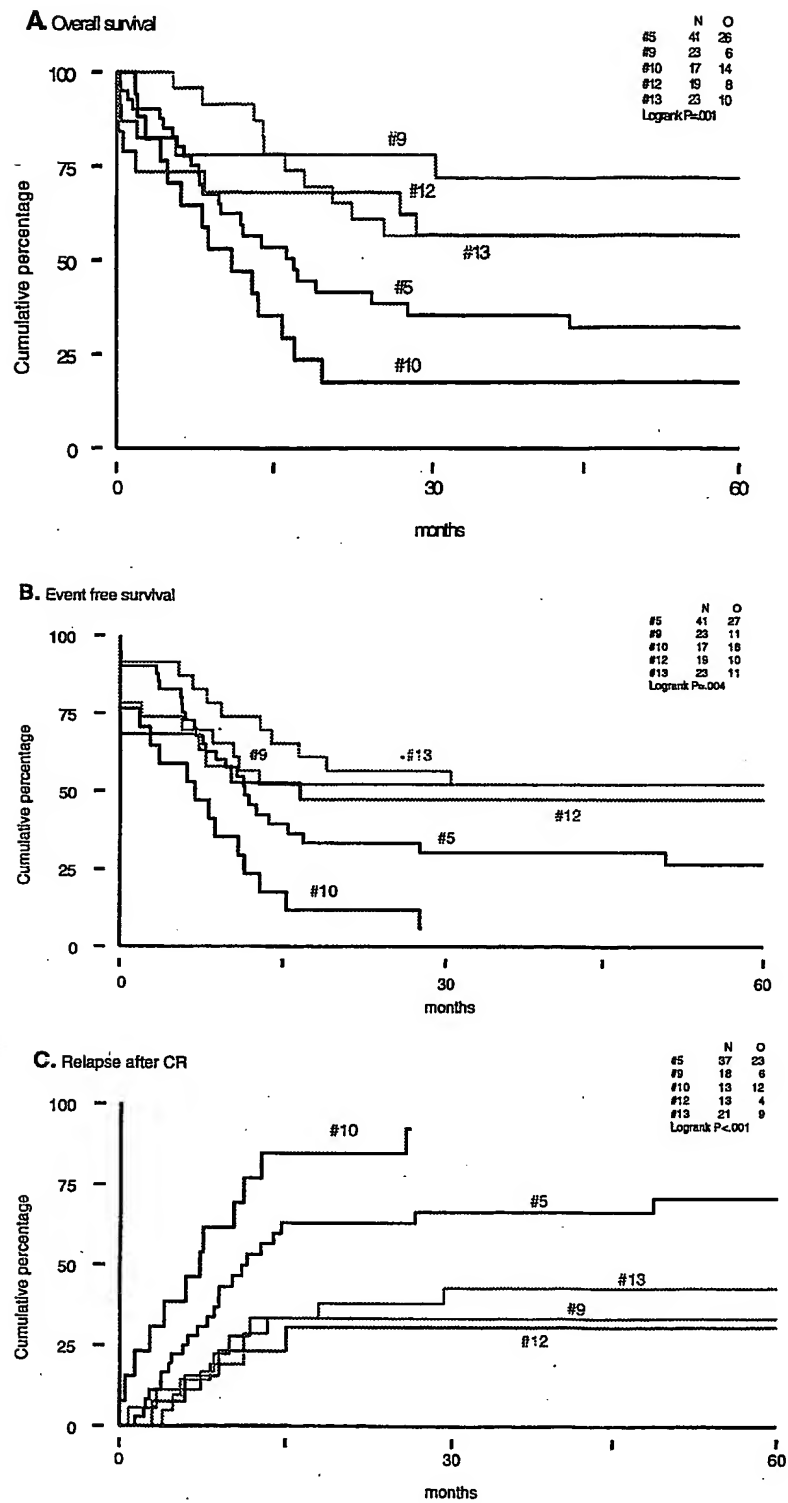 A. Overall survival
N O
#5 41 26
#9 23 6
#10 17 14
#12 19 8
#13 23 10
Logrank P=.001
100
75
50
25
0
Cumulative percentage
#9
#12
#13
#5
#10
0 30 60
months
B. Event free survival
N O
#5 41 27
#9 23 11
#10 17 16
#12 19 10
#13 23 11
Logrank P=.004
100
75
50
25
0
Cumulative percentage
#9
#13
#12
#5
#10
0 30 60
months
C. Relapse after CR
N O
#5 37 23
#9 18 6
#10 13 12
#12 13 4
#13 21 9
Logrank P<.001
100
75
50
25
0
Cumulative percentage
#10
#5
#13
#9
#12
0 30 60
months